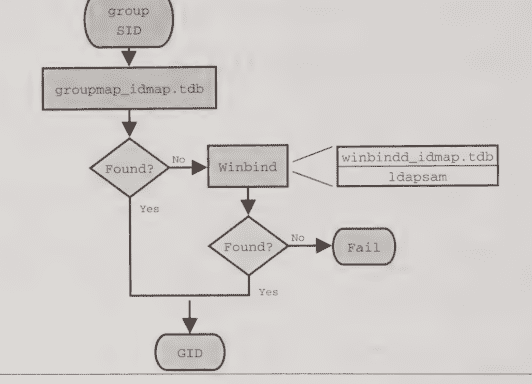 group
SID
groupmap_idmap.tdb
Found?
No
Winbind
winbindd_idmap.tdb
ldapsam
Yes
Found?
No
Fail
Yes
GID